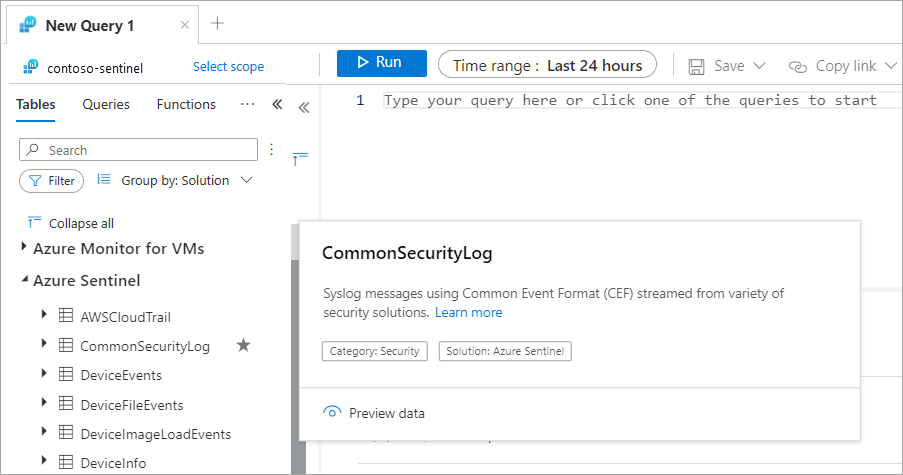 New Query 1
contoso-sentinel
Select scope
Run
Time range : Last 24 hours
Save
Copy link
Tables
Queries
Functions
1
Type your query here or click one of the queries to start
Search
Filter
Group by: Solution
Collapse all
Azure Monitor for VMs
Azure Sentinel
AWSCloudTrail
CommonSecurityLog
DeviceEvents
DeviceFileEvents
DeviceImageLoadEvents
DeviceInfo
CommonSecurityLog
Syslog messages using Common Event Format (CEF) streamed from variety of
security solutions. Learn more
Category: Security
Solution: Azure Sentinel
Preview data